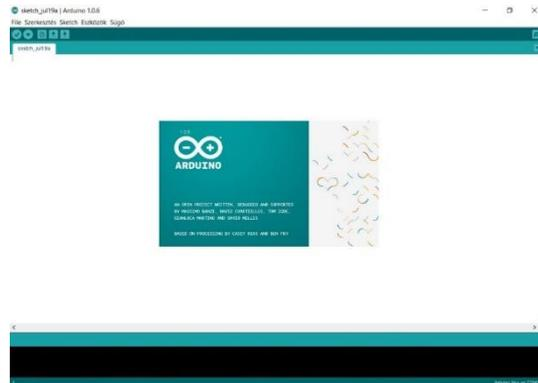 sketch_jul19a | Arduino 1.0.6
File Szerkesztés Sketch Eszközök Súgó
sketch_jul19a
ARDUINO
AN OPEN PROJECT WRITTEN, DEBUGGED AND SUPPORTED
BY MASSIMO BANZI, DAVID CUARTIELLES, TOM IGOE,
GIANLUCA MARTINO AND DAVID MELLIS
BASED ON PROCESSING BY CASEY REAS AND BEN FRY